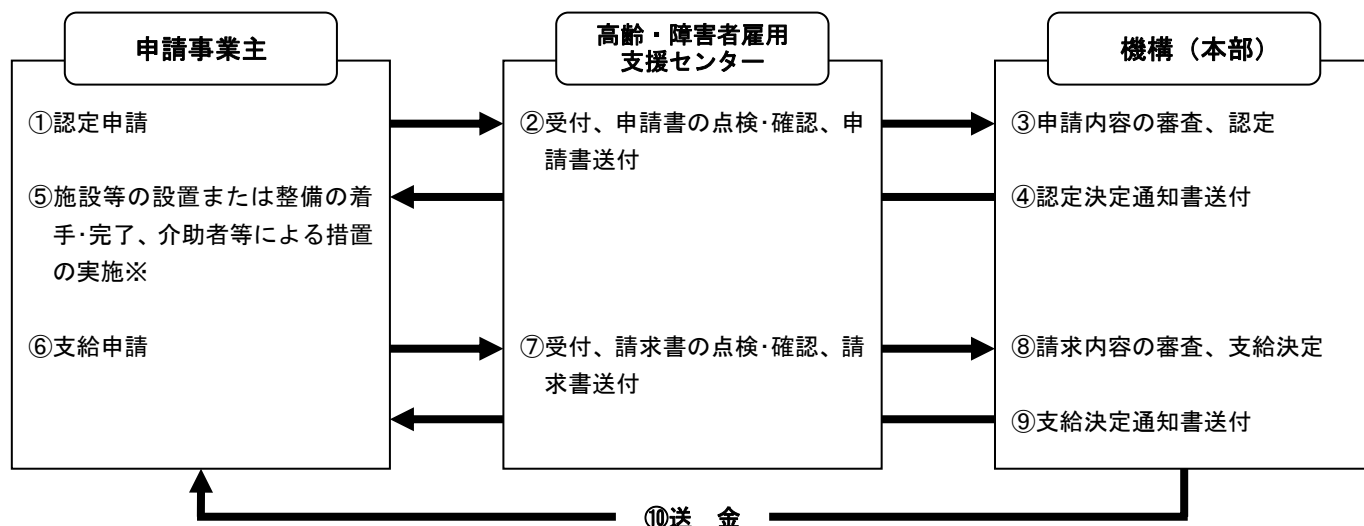 申請事業主
高齢・障害者雇用
支援センター
機構（本部）
①認定申請
②受付、申請書の点検･確認、申
請書送付
③申請内容の審査、認定
⑤施設等の設置または整備の着
手･完了、介助者等による措置
の実施※
④認定決定通知書送付
⑥支給申請
⑦受付、請求書の点検･確認、請
求書送付
⑧請求内容の審査、支給決定
⑨支給決定通知書送付
⑩送　金